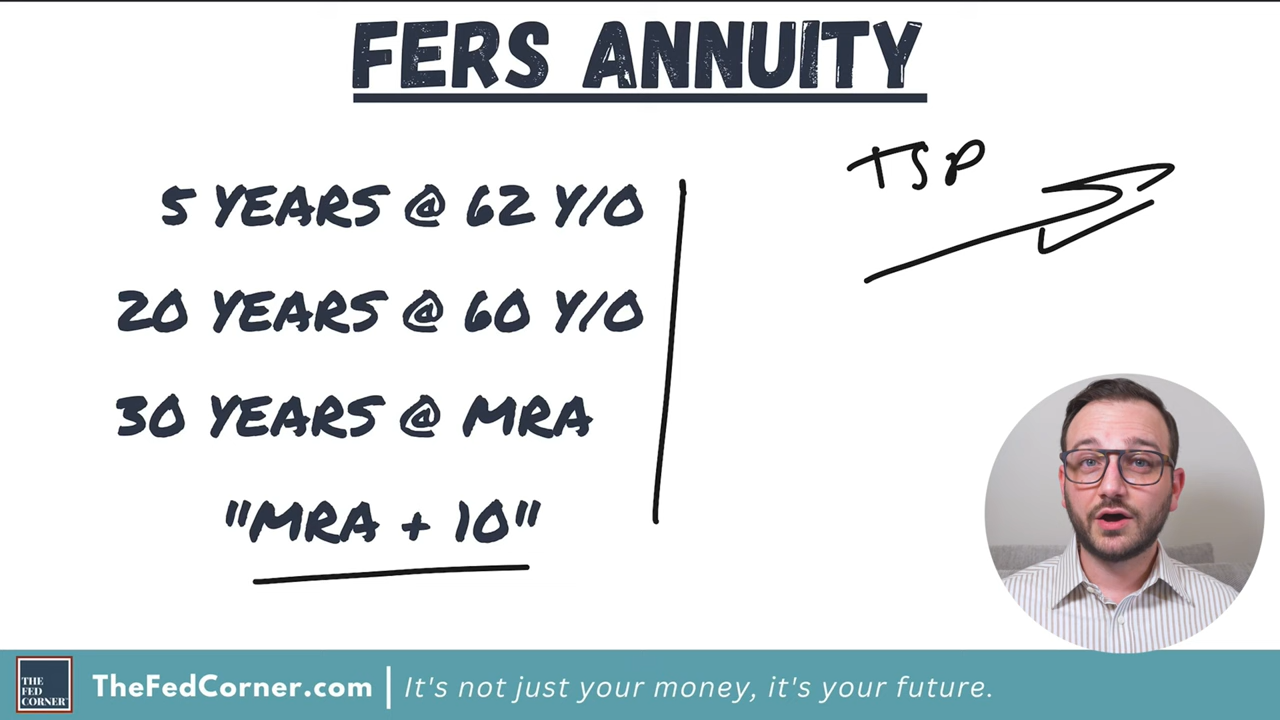 FERS ANNUITY
5 YEARS @ 62 Y/O
20 YEARS @ 60 Y/O
30 YEARS @ MRA
"MRA + 10"
TSP
THE
FED
CORNER
TheFedCorner.com | It's not just your money, it's your future.